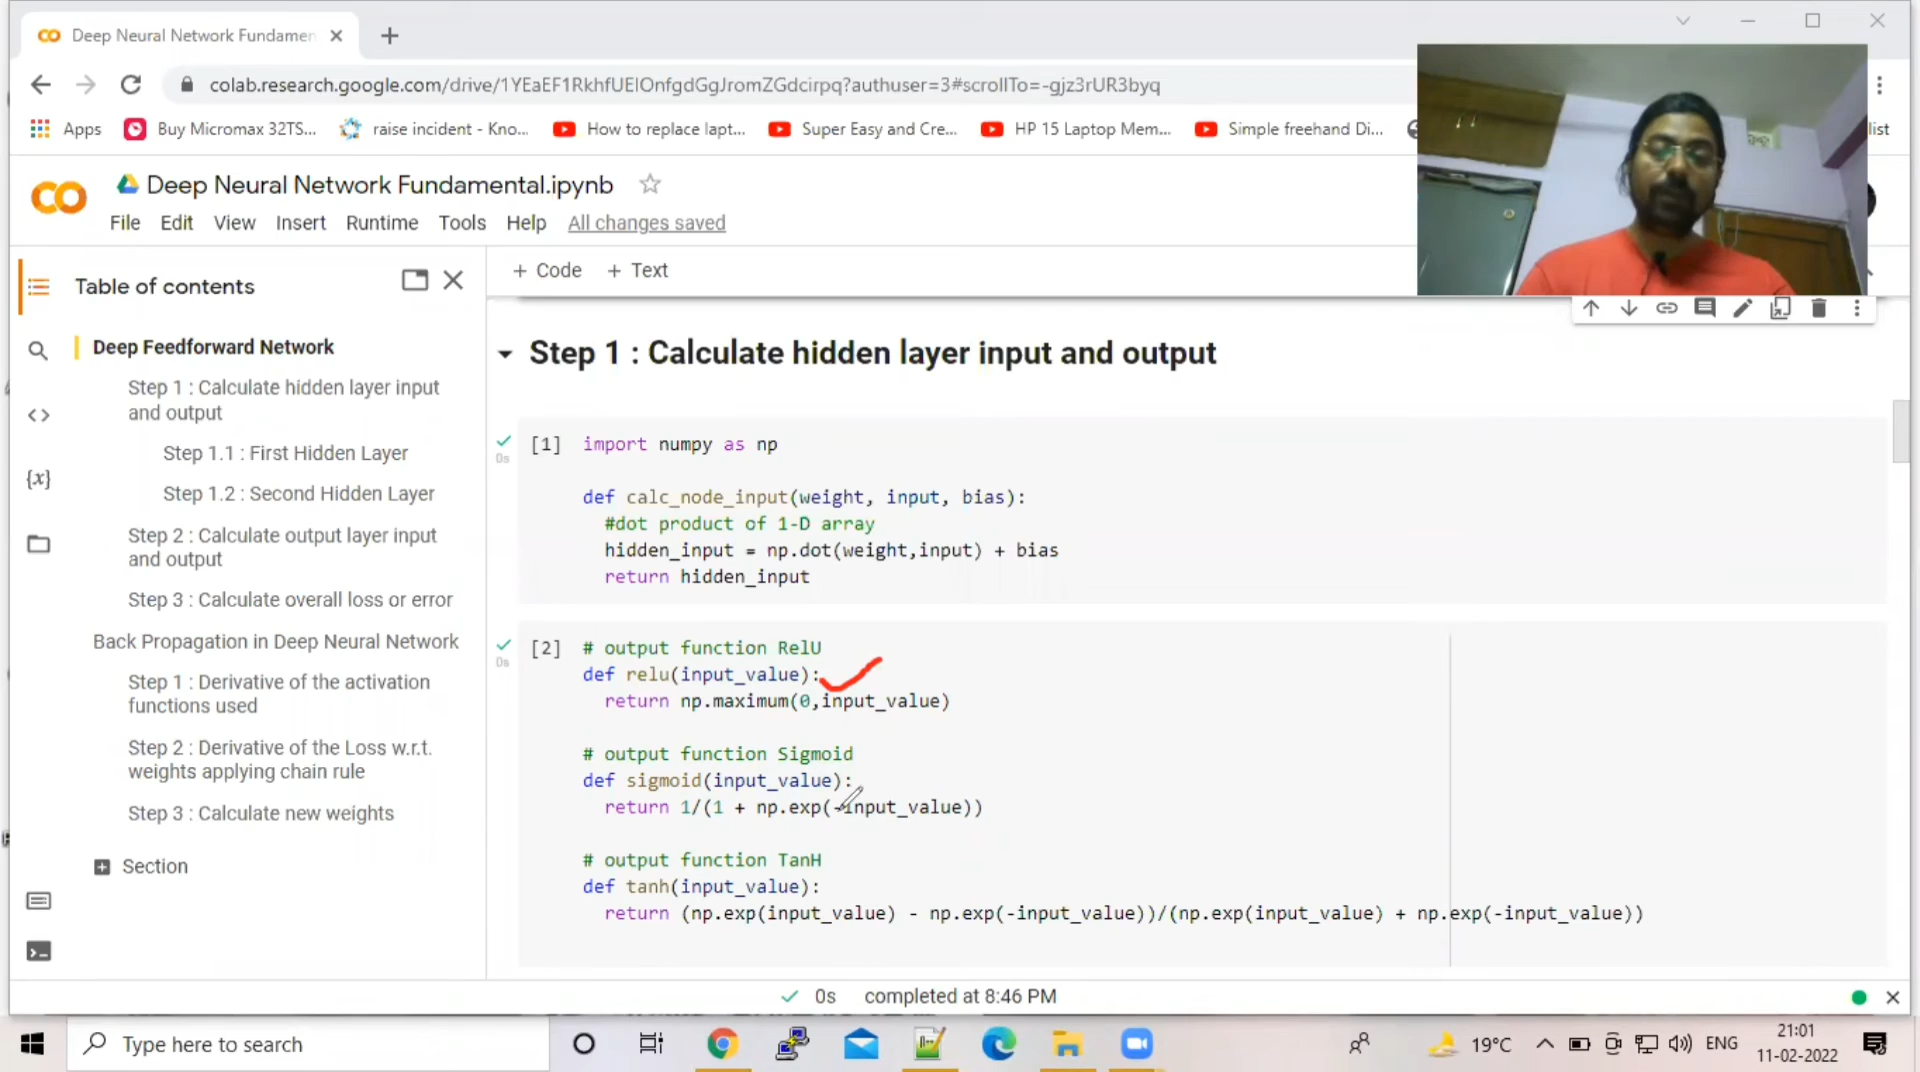 Deep Neural Network Fundamen
colab.research.google.com/drive/1YEaEF1RkhfUEIOnfgdGgJromZGdcirpq?authuser=3#scrollTo=-gjz3rUR3byq
Apps
Buy Micromax 32TS...
raise incident - Kno...
How to replace lapt...
Super Easy and Cre...
HP 15 Laptop Mem...
Simple freehand Di...
list
Deep Neural Network Fundamental.ipynb
File Edit View Insert Runtime Tools Help All changes saved
Table of contents
+ Code + Text
Deep Feedforward Network
Step 1 : Calculate hidden layer input
and output
Step 1.1 : First Hidden Layer
Step 1.2 : Second Hidden Layer
Step 2 : Calculate output layer input
and output
Step 3 : Calculate overall loss or error
Back Propagation in Deep Neural Network
Step 1 : Derivative of the activation
functions used
Step 2 : Derivative of the Loss w.r.t.
weights applying chain rule
Step 3 : Calculate new weights
Section
Step 1 : Calculate hidden layer input and output
0s
[1] import numpy as np
def calc_node_input(weight, input, bias):
#dot product of 1-D array
hidden_input = np.dot(weight,input) + bias
return hidden_input
0s
[2] # output function RelU
def relu(input_value):
return np.maximum(0,input_value)
# output function Sigmoid
def sigmoid(input_value):
return 1/(1 + np.exp(-input_value))
# output function TanH
def tanh(input_value):
return (np.exp(input_value) - np.exp(-input_value))/(np.exp(input_value) + np.exp(-input_value))
0s completed at 8:46 PM
Type here to search
19°C
ENG
21:01
11-02-2022